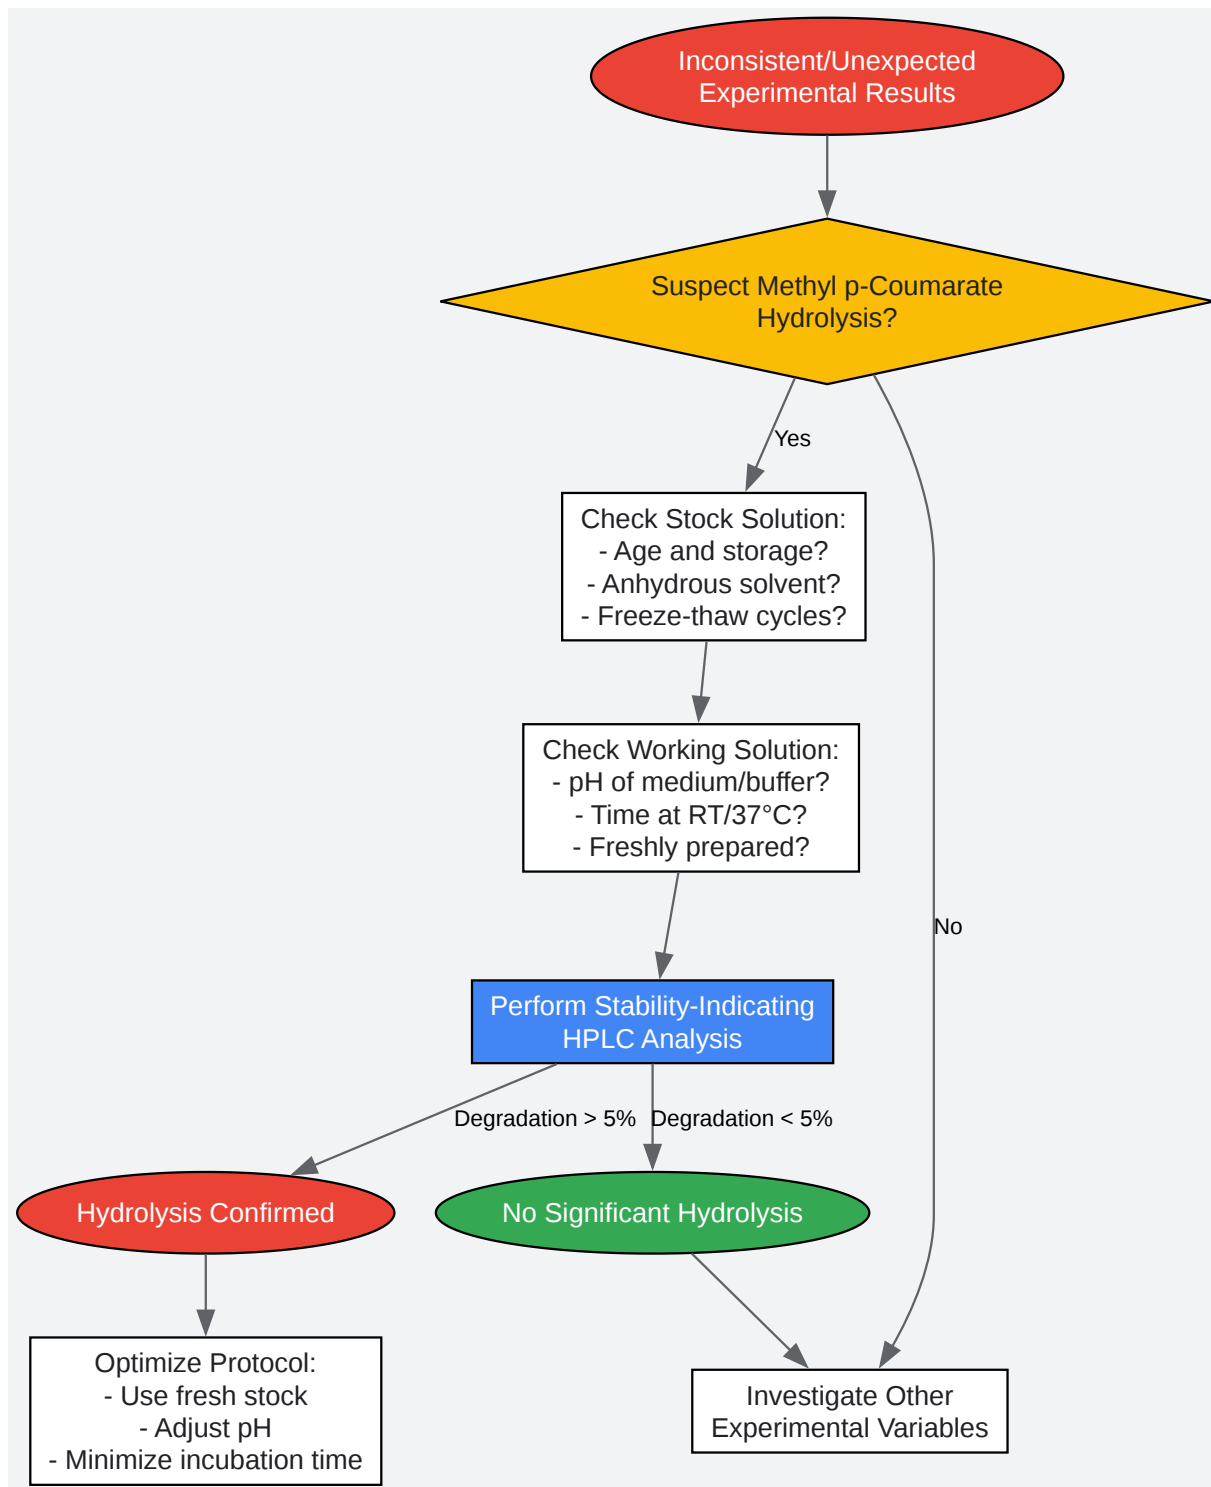 Inconsistent/Unexpected
Experimental Results
Suspect Methyl p-Coumarate
Hydrolysis?
Yes
Check Stock Solution:
- Age and storage?
- Anhydrous solvent?
- Freeze-thaw cycles?
Check Working Solution:
- pH of medium/buffer?
- Time at RT/37°C?
- Freshly prepared?
No
Perform Stability-Indicating
HPLC Analysis
Degradation > 5%
Degradation < 5%
Hydrolysis Confirmed
No Significant Hydrolysis
Optimize Protocol:
- Use fresh stock
- Adjust pH
- Minimize incubation time
Investigate Other
Experimental Variables